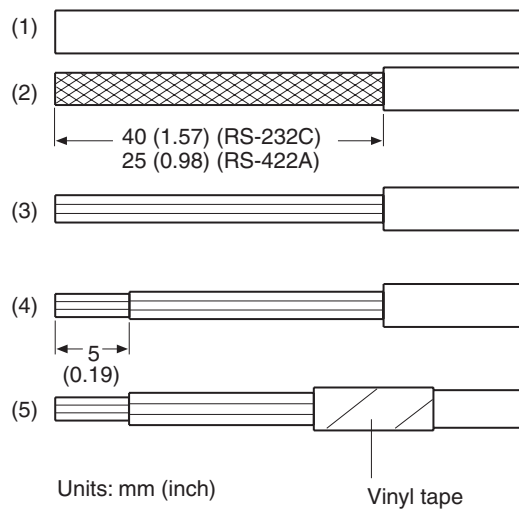 (1)
(2)
40 (1.57) (RS-232C)
25 (0.98) (RS-422A)
(3)
(4)
5
(0.19)
(5)
Units: mm (inch)
Vinyl tape